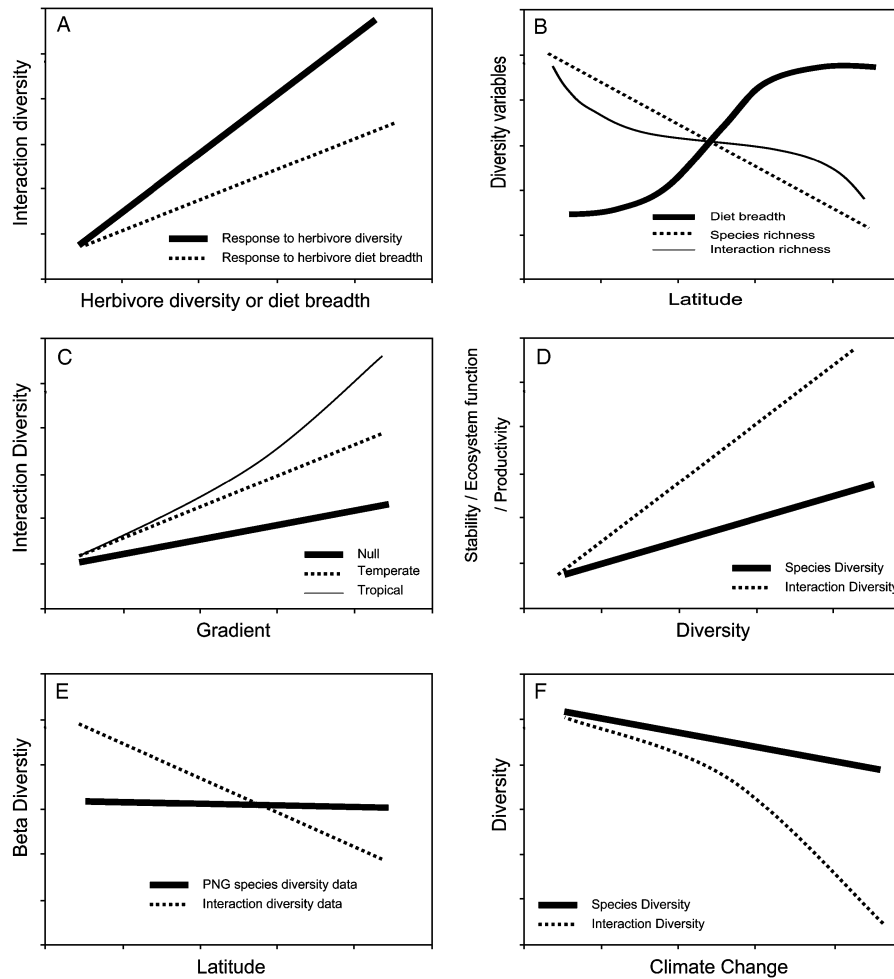 A
Interaction diversity
Response to herbivore diversity
Response to herbivore diet breadth
Herbivore diversity or diet breadth
B
Diversity variables
Diet breadth
Species richness
Interaction richness
Latitude
C
Interaction Diversity
Null
Temperate
Tropical
Gradient
D
Stability / Ecosystem function
/ Productivity
Species Diversity
Interaction Diversity
Diversity
E
Beta Diverstiy
PNG species diversity data
Interaction diversity data
Latitude
F
Diversity
Species Diversity
Interaction Diversity
Climate Change